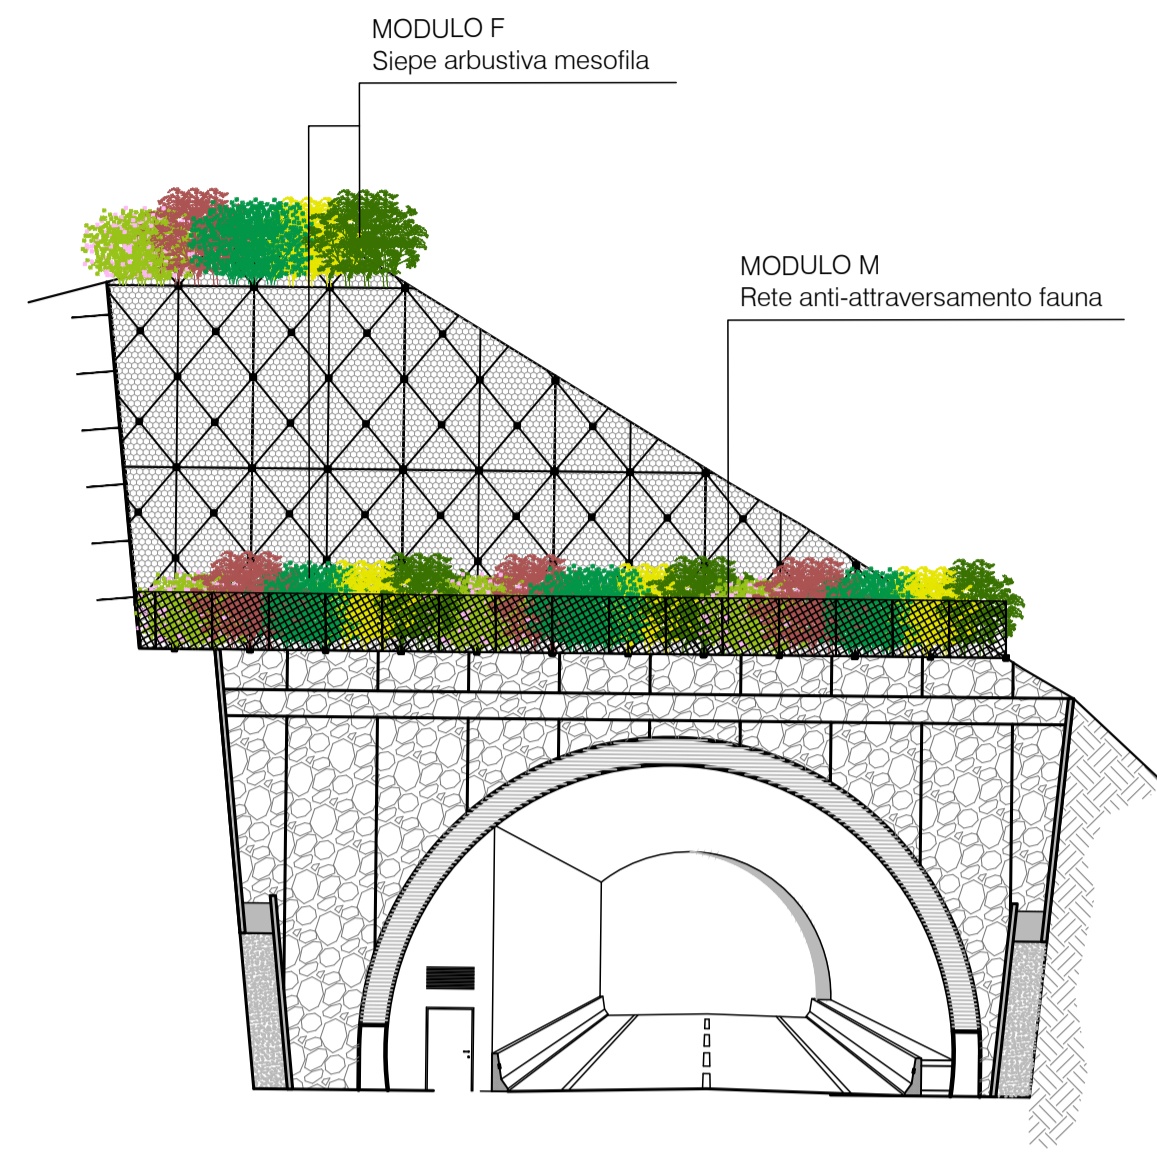 MODULO F
Siepe arbustiva mesofila
MODULO M
Rete anti-attraversamento fauna